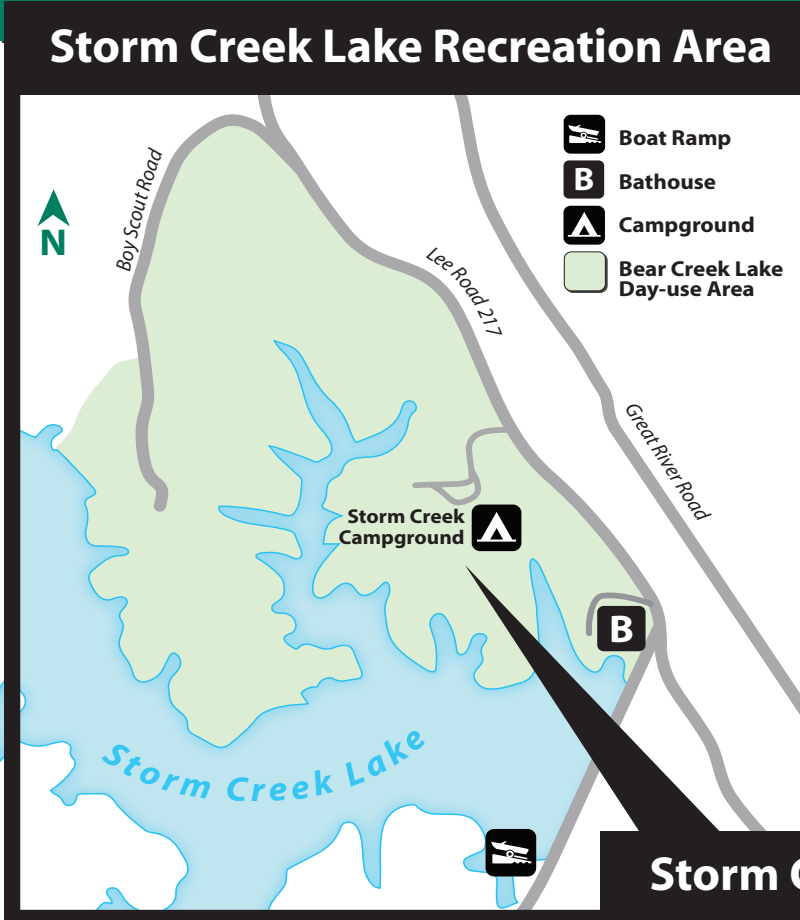 Storm Creek Lake Recreation Area
Boat Ramp
B
Bathouse
Campground
Bear Creek Lake
Day-use Area
Boy Scout Road
N
Lee Road 217
Great River Road
Storm Creek
Campground
B
Storm Creek Lake
Storm